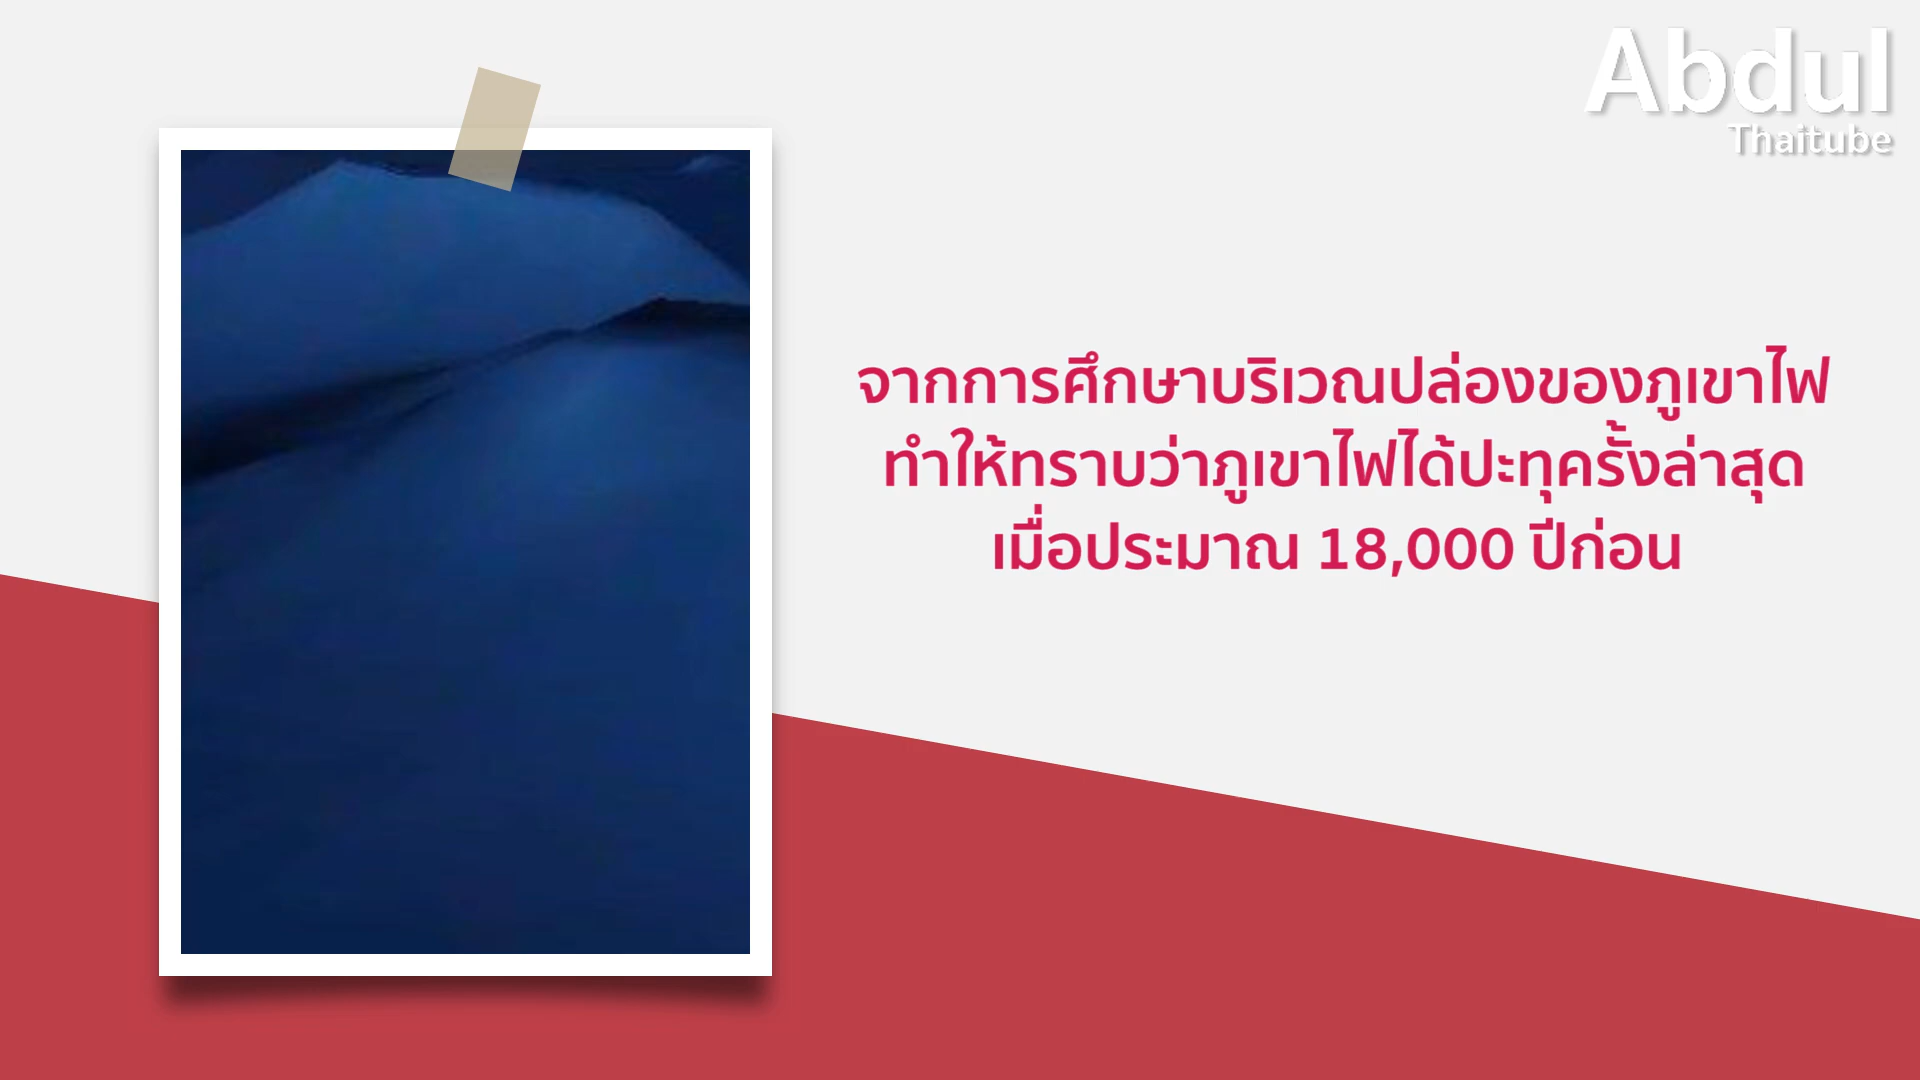 Abdul
Thaitube
จากการศึกษาบริเวณปล่องของภูเขาไฟ
ทำให้ทราบว่าภูเขาไฟได้ปะทุครั้งล่าสุด
เมื่อประมาณ 18,000 ปีก่อน